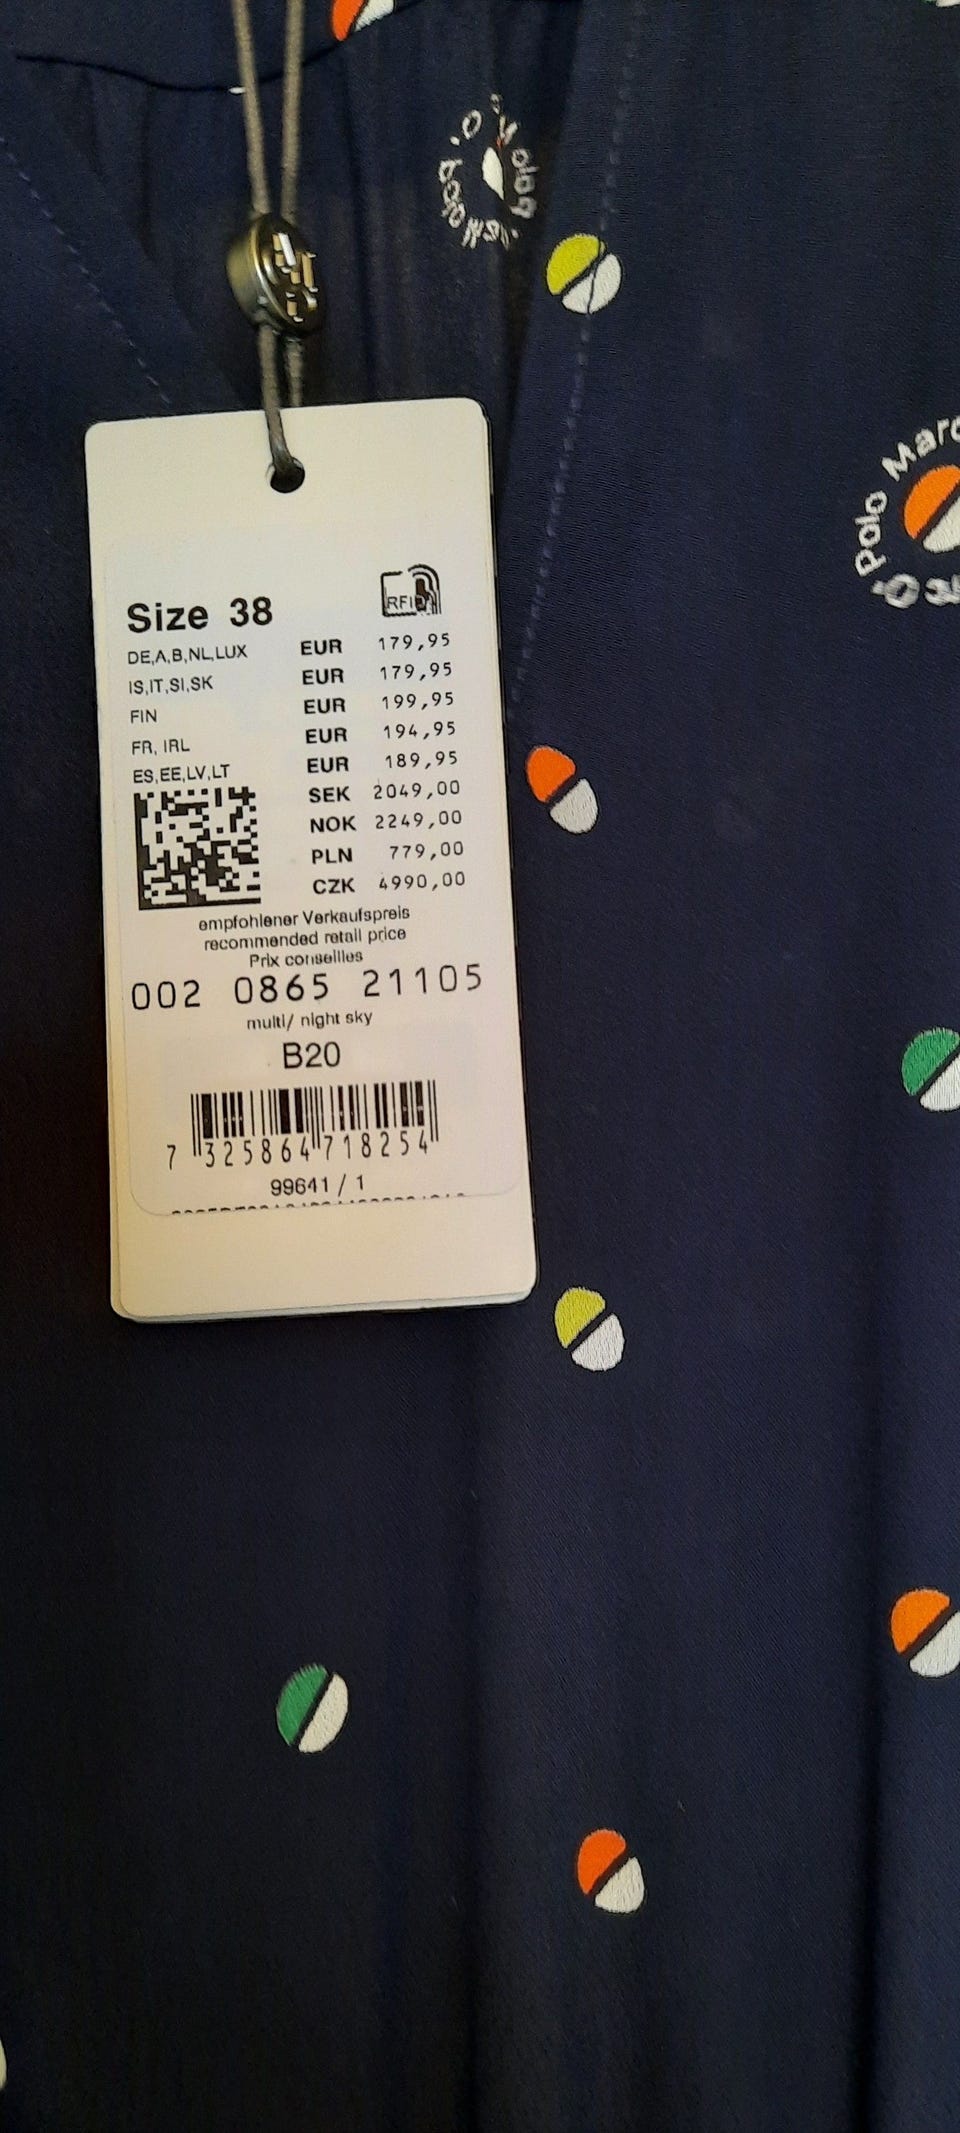 Polo Marc
O
Size 38
RFID
DE,A,B,NL,LUX EUR 179,95
IS,IT,SI,SK EUR 179,95
FIN EUR 199,95
FR, IRL EUR 194,95
ES,EE,LV,LT EUR 189,95
SEK 2049,00
NOK 2249,00
PLN 779,00
CZK 4990,00
empfohlener Verkaufspreis
recommended retail price
Prix conseilles
002 0865 21105
multi/ night sky
B20
7 325864 718254
99641 / 1